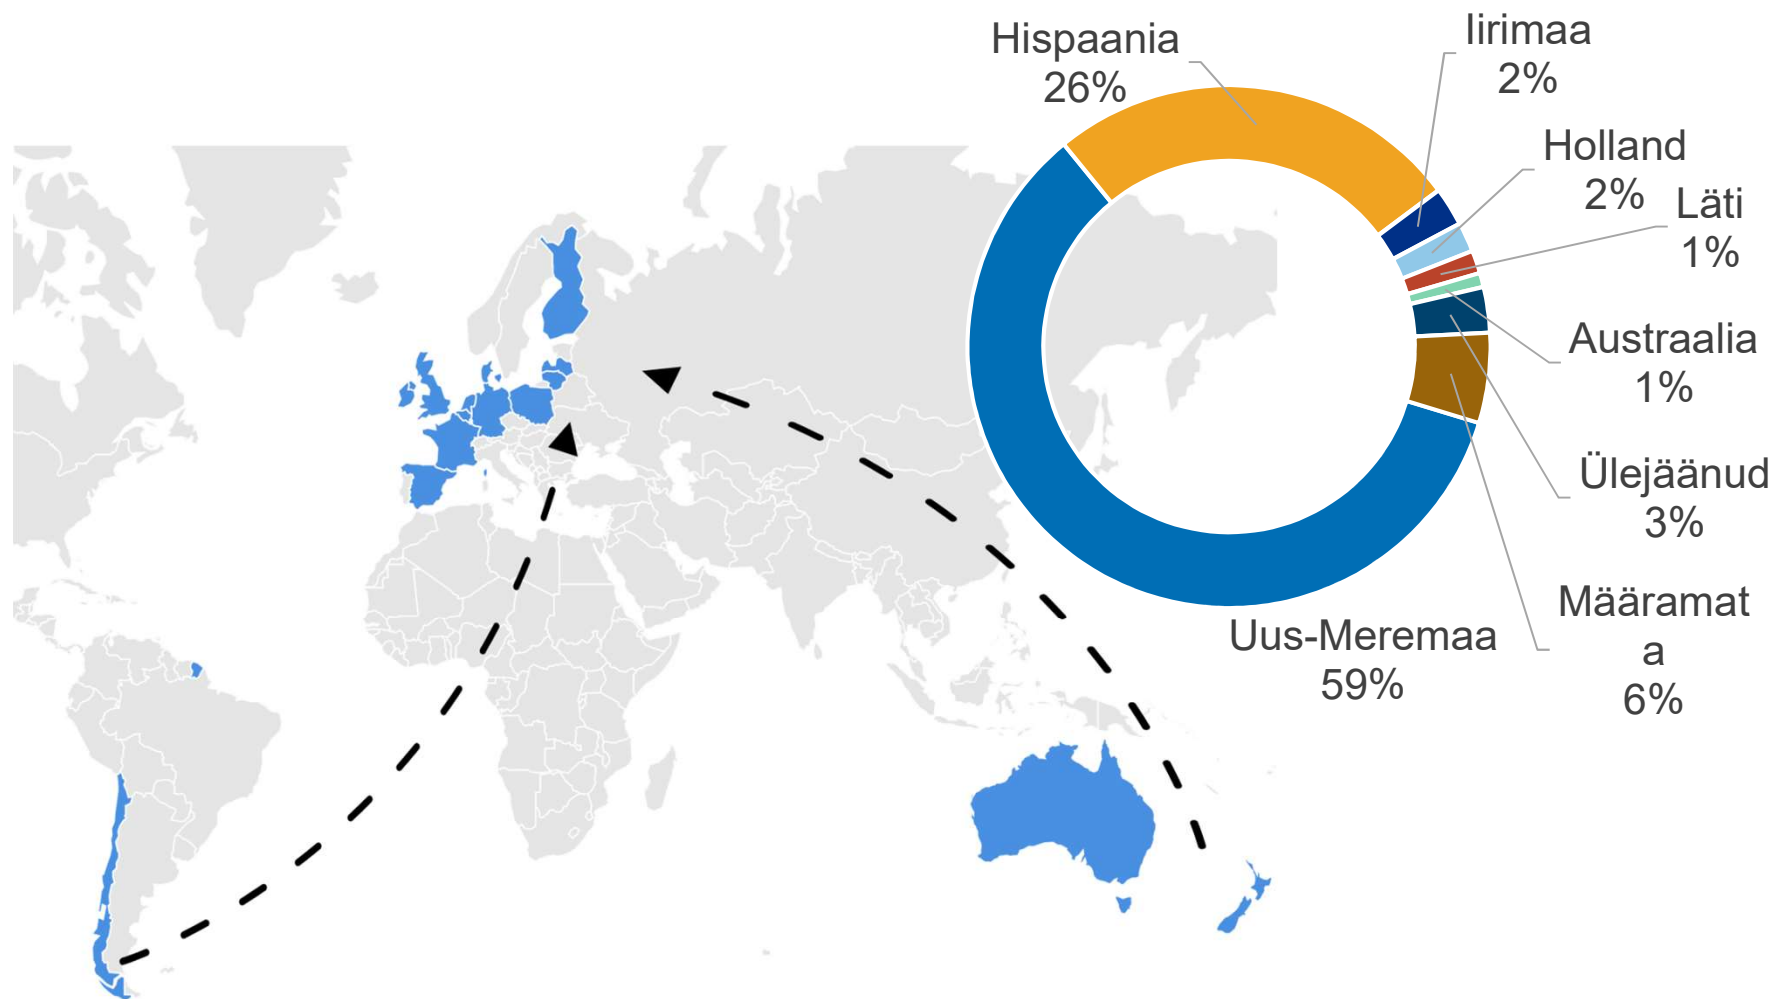 Hispaania
26%
Iirimaa
2%
Holland
2%
Läti
1%
Austraalia
1%
Ülejäänud
3%
Määramat
a
6%
Uus-Meremaa
59%